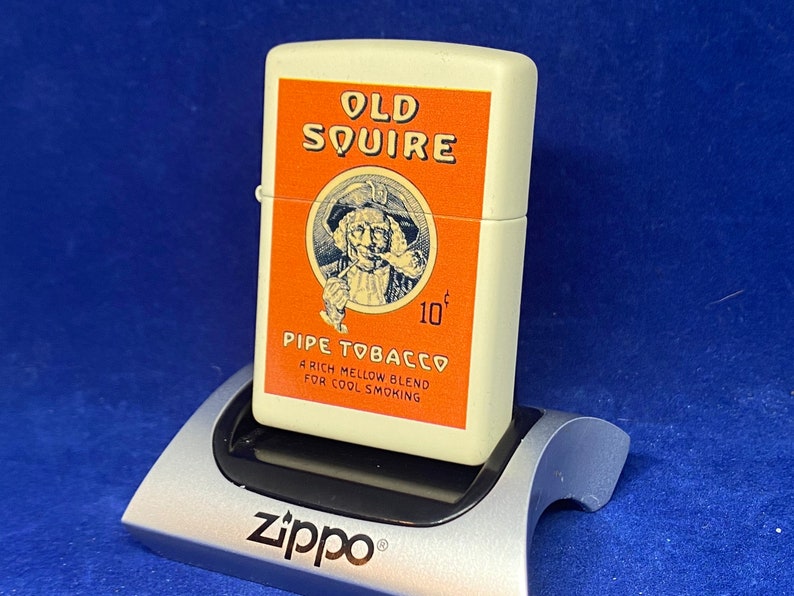 OLD
SQUIRE
10¢
PIPE TOBACCO
A RICH MELLOW BLEND
FOR COOL SMOKING
zippo®